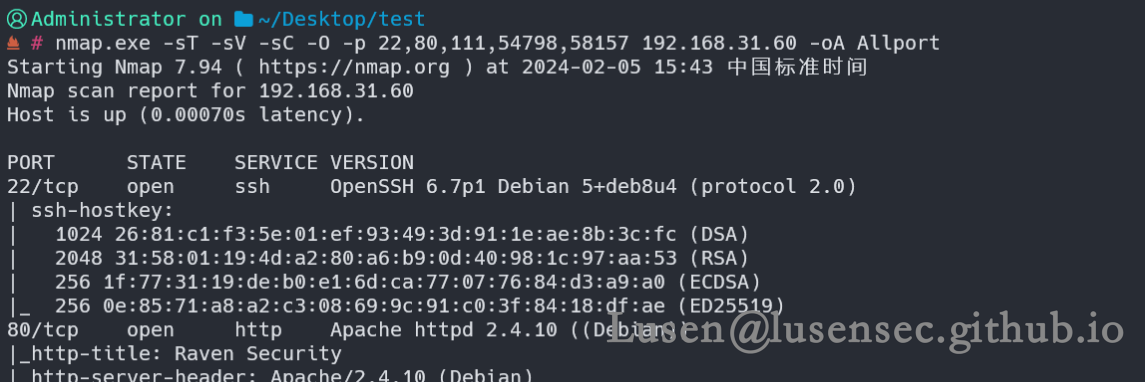 Administrator on ~/Desktop/test
# nmap.exe -sT -sV -sC -O -p 22,80,111,54798,58157 192.168.31.60 -oA Allport
Starting Nmap 7.94 ( https://nmap.org ) at 2024-02-05 15:43 中国标准时间
Nmap scan report for 192.168.31.60
Host is up (0.00070s latency).
PORT STATE SERVICE VERSION
22/tcp open ssh OpenSSH 6.7p1 Debian 5+deb8u4 (protocol 2.0)
| ssh-hostkey:
| 1024 26:81:c1:f3:5e:01:ef:93:49:3d:91:1e:ae:8b:3c:fc (DSA)
| 2048 31:58:01:19:4d:a2:80:a6:b9:0d:40:98:1c:97:aa:53 (RSA)
| 256 1f:77:31:19:de:b0:e1:6d:ca:77:07:76:84:d3:a9:a0 (ECDSA)
|_ 256 0e:85:71:a8:a2:c3:08:69:9c:91:c0:3f:84:18:df:ae (ED25519)
80/tcp open http Apache httpd 2.4.10 ((Debian))
Lusen@lusensec.github.io
|_http-title: Raven Security
|_http-server-header: Apache/2.4.10 (Debian)